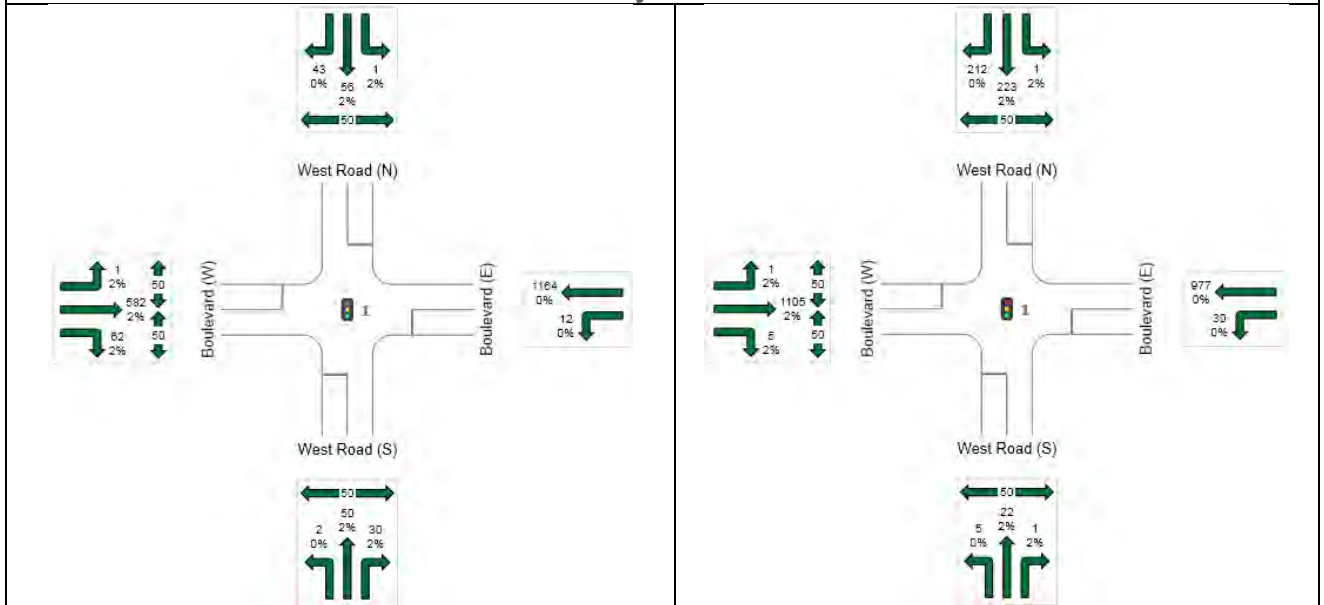 43 0% 56 2% 1 2%
50
West Road (N)
1 2% 50
582 2%
62 2% 50
Boulevard (W)
1
Boulevard (E)
1164 0%
12 0%
West Road (S)
50
2 0% 50 2% 30 2%
212 0% 223 2% 1 2%
50
West Road (N)
1 2% 50
1105 2%
5 2% 50
Boulevard (W)
1
Boulevard (E)
977 0%
30 0%
West Road (S)
50
5 0% 22 2% 1 2%